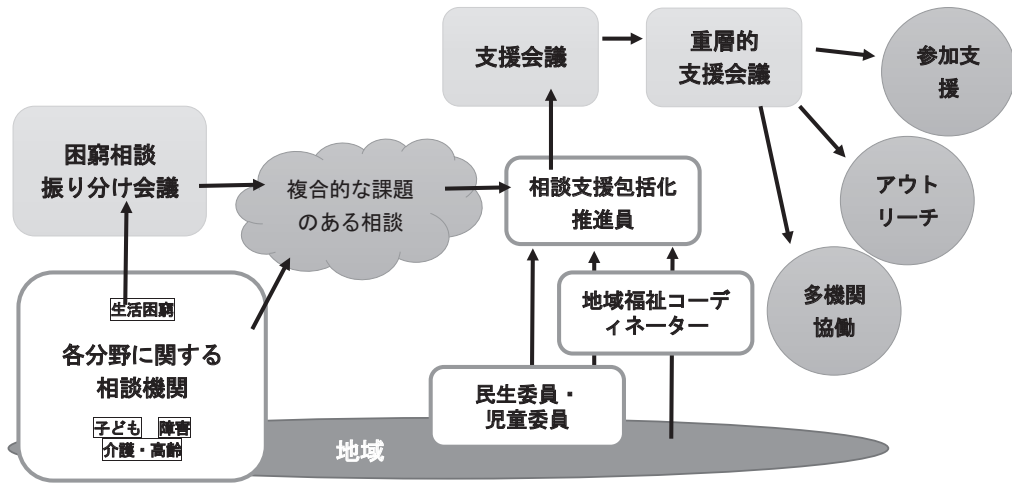 支援会議
重層的
支援会議
参加支
援
困窮相談
振り分け会議
複合的な課題
のある相談
相談支援包括化
推進員
アウト
リーチ
生活困窮
各分野に関する
相談機関
子ども 障害
介護・高齢
地域福祉コーデ
ィネーター
多機関
協働
民生委員・
児童委員
地域